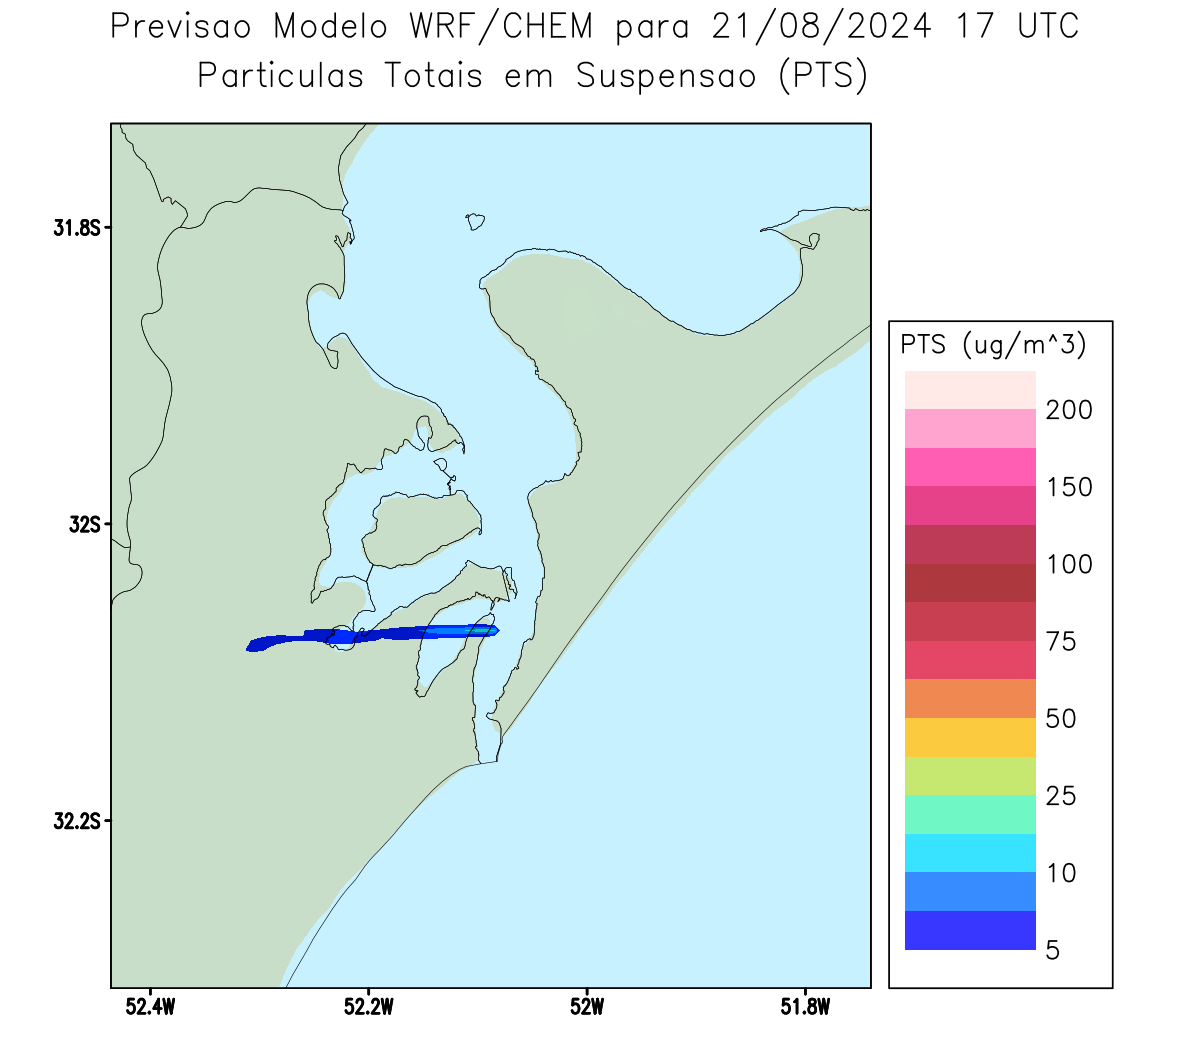 Previsao Modelo WRF/CHEM para 21/08/2024 17 UTC
Particulas Totais em Suspensao (PTS)
31.8S
32S
32.2S
52.4W
52.2W
52W
51.8W
PTS (ug/m^3)
200
150
100
75
50
25
10
5